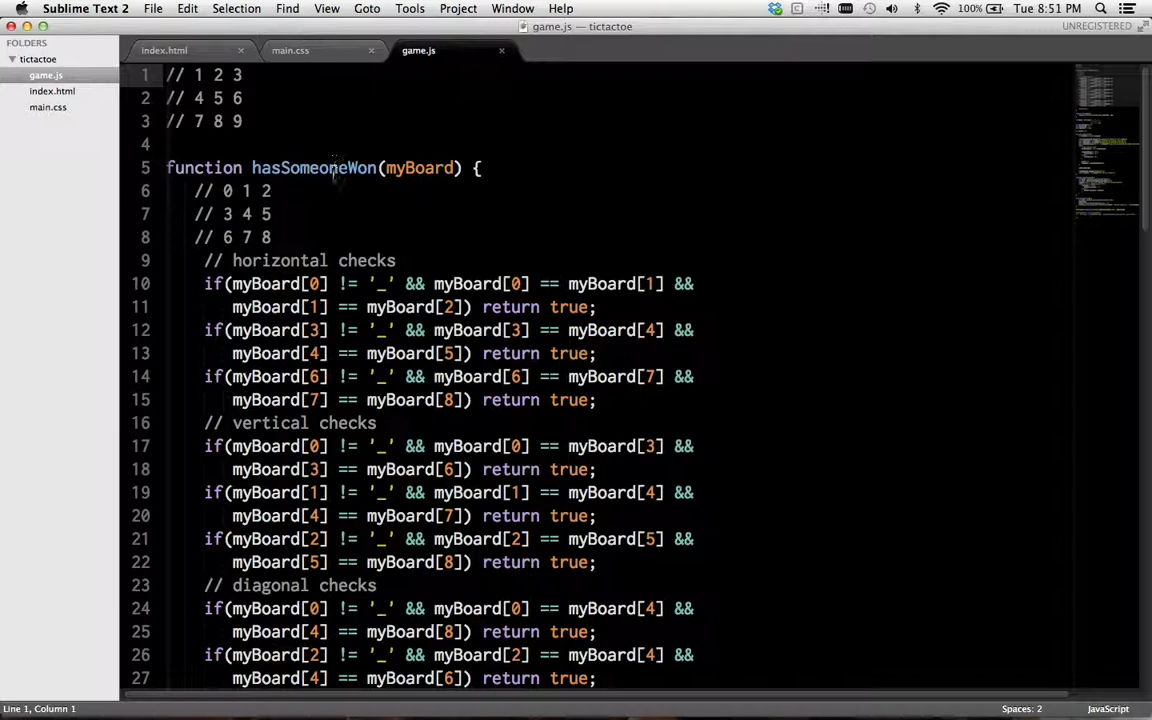 Sublime Text 2 File Edit Selection Find View Goto Tools Project Window Help 100% Tue 8:51 PM
game.js — tictactoe UNREGISTERED
FOLDERS
tictactoe
game.js
index.html
main.css
index.html × main.css × game.js ×
1 // 1 2 3
2 // 4 5 6
3 // 7 8 9
4
5 function hasSomeoneWon(myBoard) {
6 // 0 1 2
7 // 3 4 5
8 // 6 7 8
9 // horizontal checks
10 if(myBoard[0] != '_' && myBoard[0] == myBoard[1] &&
11 myBoard[1] == myBoard[2]) return true;
12 if(myBoard[3] != '_' && myBoard[3] == myBoard[4] &&
13 myBoard[4] == myBoard[5]) return true;
14 if(myBoard[6] != '_' && myBoard[6] == myBoard[7] &&
15 myBoard[7] == myBoard[8]) return true;
16 // vertical checks
17 if(myBoard[0] != '_' && myBoard[0] == myBoard[3] &&
18 myBoard[3] == myBoard[6]) return true;
19 if(myBoard[1] != '_' && myBoard[1] == myBoard[4] &&
20 myBoard[4] == myBoard[7]) return true;
21 if(myBoard[2] != '_' && myBoard[2] == myBoard[5] &&
22 myBoard[5] == myBoard[8]) return true;
23 // diagonal checks
24 if(myBoard[0] != '_' && myBoard[0] == myBoard[4] &&
25 myBoard[4] == myBoard[8]) return true;
26 if(myBoard[2] != '_' && myBoard[2] == myBoard[4] &&
27 myBoard[4] == myBoard[6]) return true;
Line 1, Column 1 Spaces: 2 JavaScript